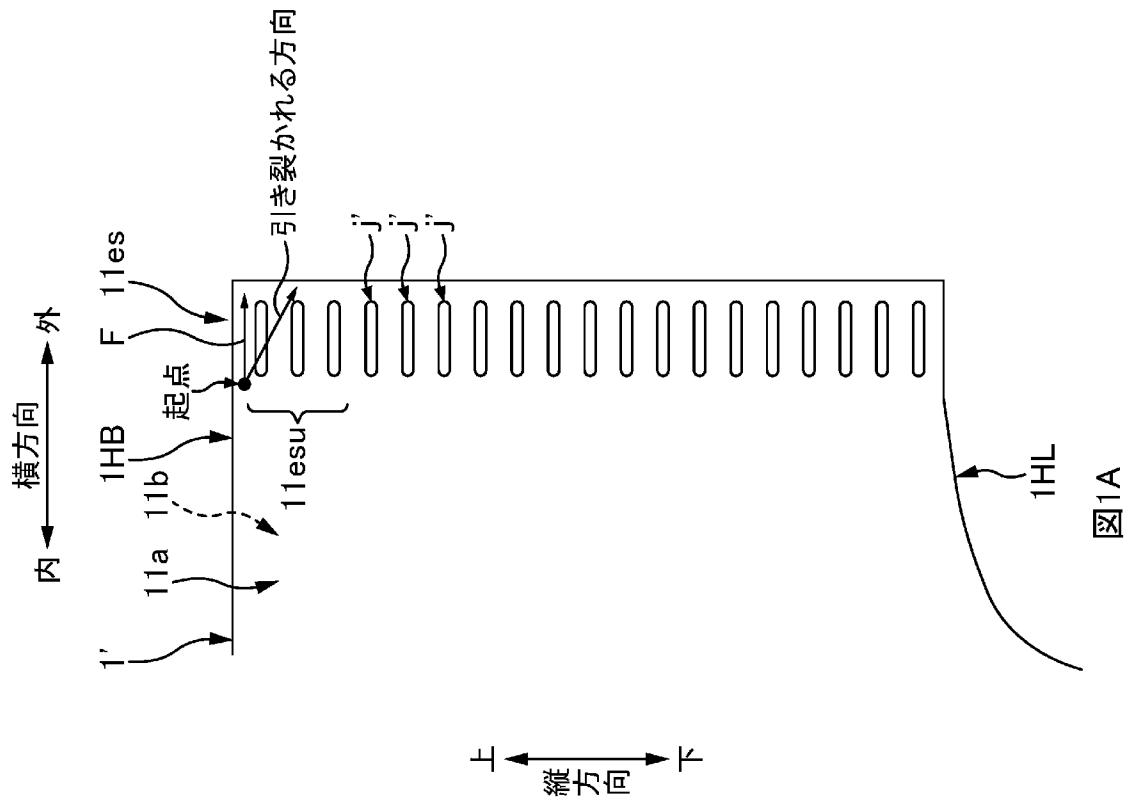 横方向
内
外
1'
11a
11b
1HB
起点
F
11es
引き裂かれる方向
11esu
j'
j'
j'
上
縦方向
下
1HL
図1A